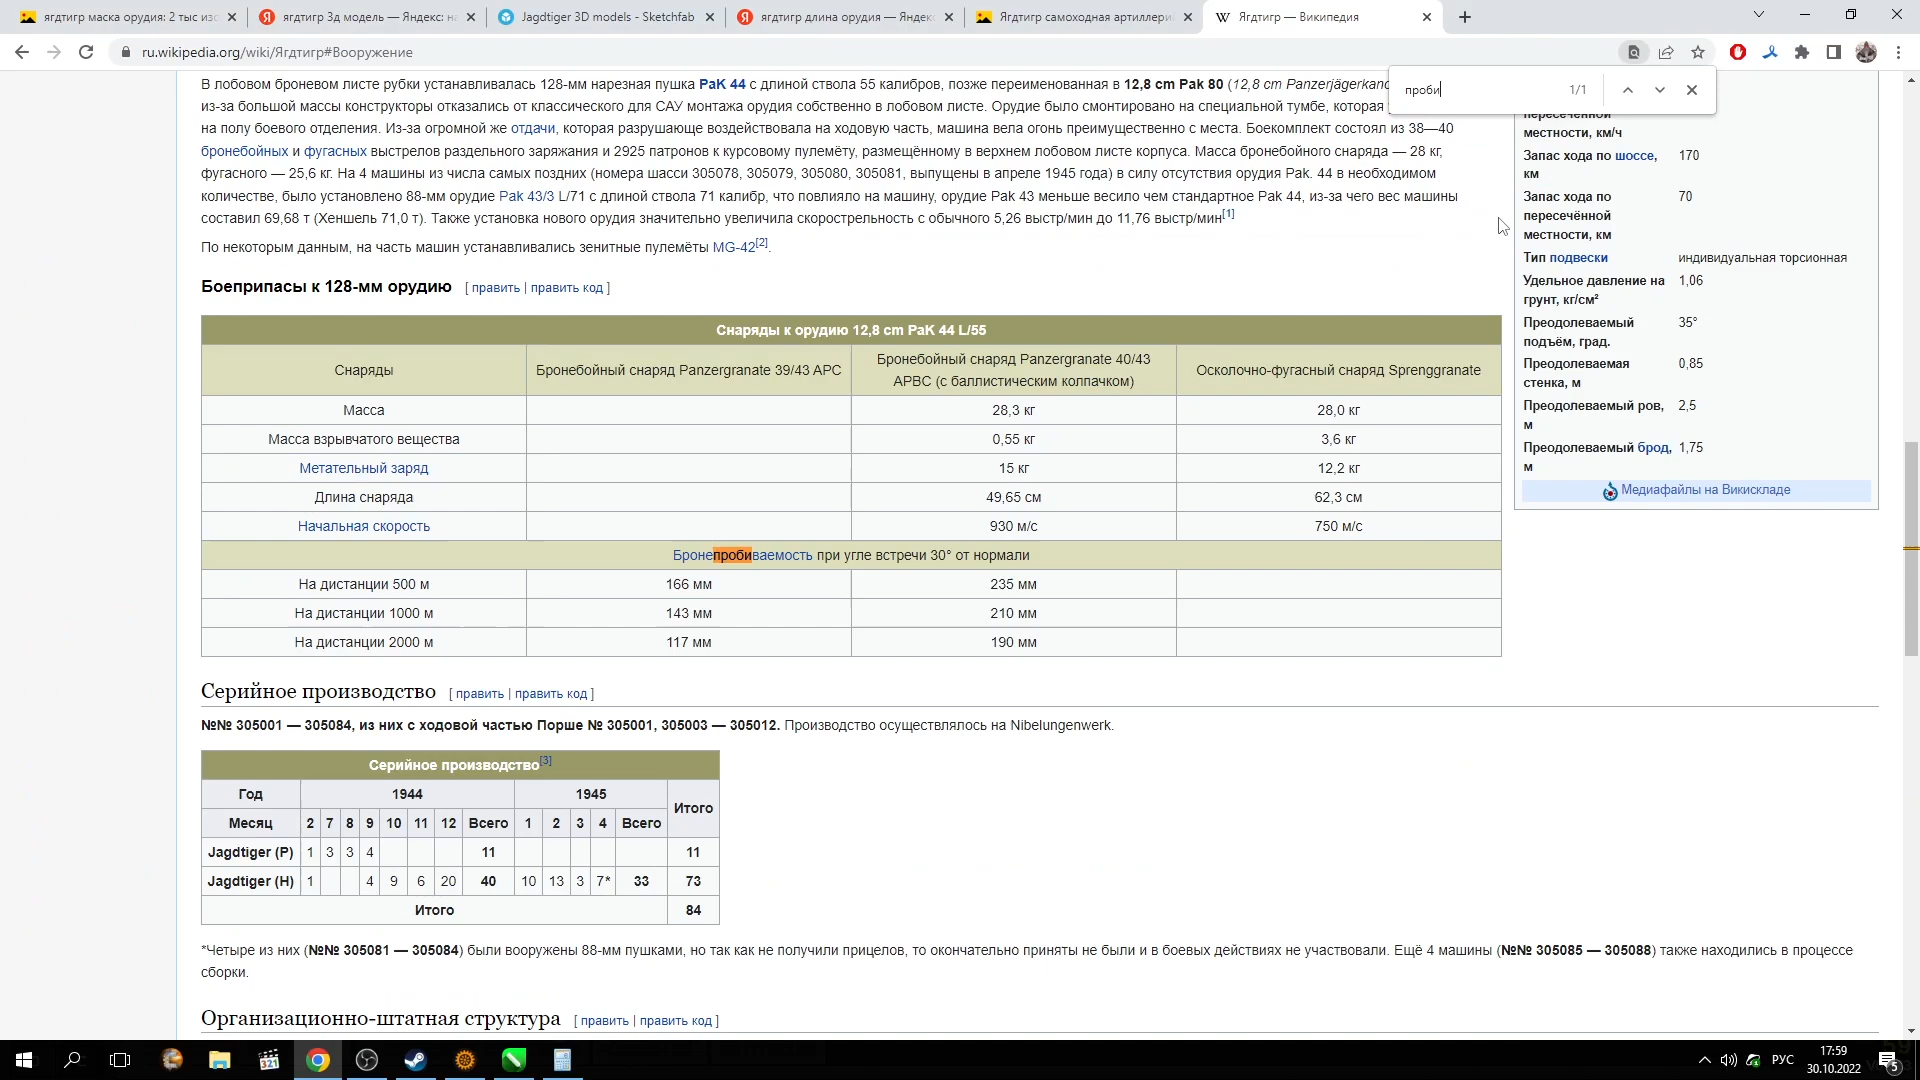 ягдтигр маска орудия: 2 тыс изо
ягдтигр 3д модель — Яндекс: на
Jagdtiger 3D models - Sketchfab
ягдтигр длина орудия — Яндекс
Ягдтигр самоходная артиллери
Ягдтигр — Википедия
ru.wikipedia.org/wiki/Ягдтигр#Вооружение
проби
1/1
В лобовом броневом листе рубки устанавливалась 128-мм нарезная пушка PaK 44 с длиной ствола 55 калибров, позже переименованная в 12,8 cm Pak 80 (12,8 cm Panzerjägerkano
из-за большой массы конструкторы отказались от классического для САУ монтажа орудия собственно в лобовом листе. Орудие было смонтировано на специальной тумбе, которая
на полу боевого отделения. Из-за огромной же отдачи, которая разрушающе воздействовала на ходовую часть, машина вела огонь преимущественно с места. Боекомплект состоял из 38—40
бронебойных и фугасных выстрелов раздельного заряжания и 2925 патронов к курсовому пулемёту, размещённому в верхнем лобовом листе корпуса. Масса бронебойного снаряда — 28 кг,
фугасного — 25,6 кг. На 4 машины из числа самых поздних (номера шасси 305078, 305079, 305080, 305081, выпущены в апреле 1945 года) в силу отсутствия орудия Pak. 44 в необходимом
количестве, было установлено 88-мм орудие Pak 43/3 L/71 с длиной ствола 71 калибр, что повлияло на машину, орудие Pak 43 меньше весило чем стандартное Pak 44, из-за чего вес машины
составил 69,68 т (Хеншель 71,0 т). Также установка нового орудия значительно увеличила скорострельность с обычного 5,26 выстр/мин до 11,76 выстр/мин[1]
По некоторым данным, на часть машин устанавливались зенитные пулемёты MG-42[2].
пересечённой
местности, км/ч
Запас хода по шоссе, 170
км
Запас хода по 70
пересечённой
местности, км
Тип подвески индивидуальная торсионная
Удельное давление на 1,06
грунт, кг/см²
Преодолеваемый 35°
подъём, град.
Преодолеваемая 0,85
стенка, м
Преодолеваемый ров, 2,5
м
Преодолеваемый брод, 1,75
м
Медиафайлы на Викискладе
Боеприпасы к 128-мм орудию [ править | править код ]
Снаряды к орудию 12,8 cm PaK 44 L/55
Снаряды Бронебойный снаряд Panzergranate 39/43 APC Бронебойный снаряд Panzergranate 40/43 APBC (с баллистическим колпачком) Осколочно-фугасный снаряд Sprenggranate
Масса 28,3 кг 28,0 кг
Масса взрывчатого вещества 0,55 кг 3,6 кг
Метательный заряд 15 кг 12,2 кг
Длина снаряда 49,65 см 62,3 см
Начальная скорость 930 м/с 750 м/с
Бронепробиваемость при угле встречи 30° от нормали
На дистанции 500 м 166 мм 235 мм
На дистанции 1000 м 143 мм 210 мм
На дистанции 2000 м 117 мм 190 мм
Серийное производство [ править | править код ]
№№ 305001 — 305084, из них с ходовой частью Порше № 305001, 305003 — 305012. Производство осуществлялось на Nibelungenwerk.
Серийное производство[3]
Год 1944 1945 Итого
Месяц 2 7 8 9 10 11 12 Всего 1 2 3 4 Всего
Jagdtiger (P) 1 3 3 4 11 11
Jagdtiger (H) 1 4 9 6 20 40 10 13 3 7* 33 73
Итого 84
*Четыре из них (№№ 305081 — 305084) были вооружены 88-мм пушками, но так как не получили прицелов, то окончательно приняты не были и в боевых действиях не участвовали. Ещё 4 машины (№№ 305085 — 305088) также находились в процессе
сборки.
Организационно-штатная структура [ править | править код ]
РУС
17:59
30.10.2022
5